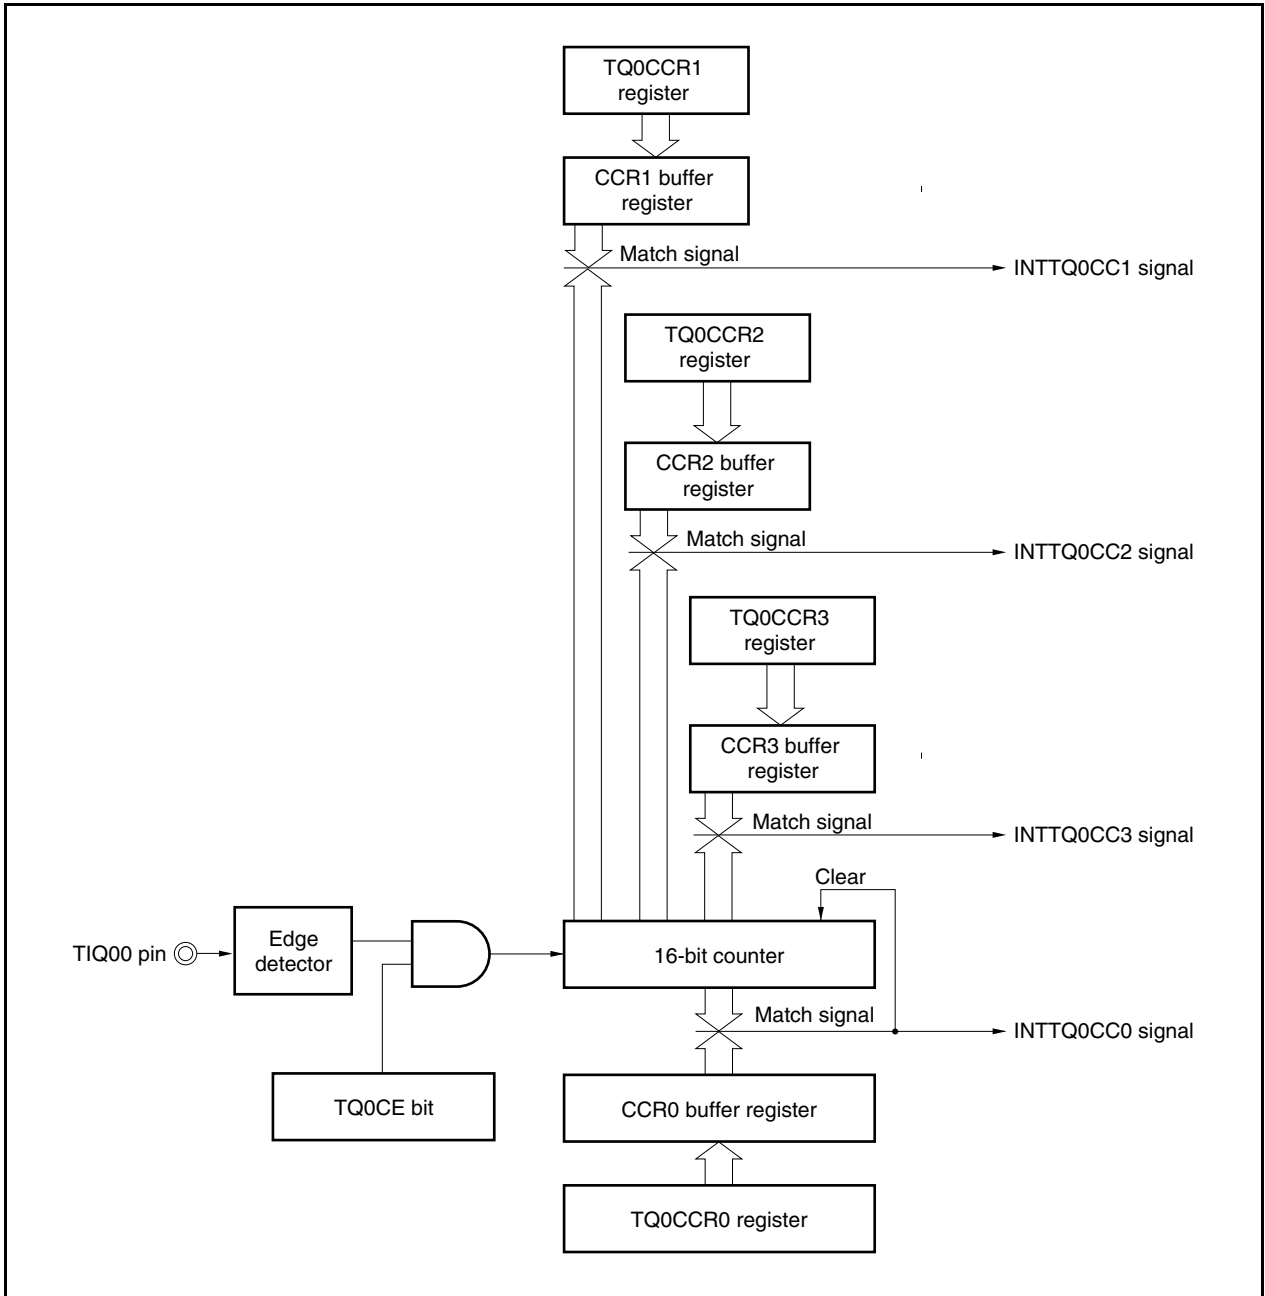 TQ0CCR1
register
CCR1 buffer
register
Match signal
INTTQ0CC1 signal
TQ0CCR2
register
CCR2 buffer
register
Match signal
INTTQ0CC2 signal
TQ0CCR3
register
CCR3 buffer
register
Match signal
INTTQ0CC3 signal
Clear
TIQ00 pin
Edge
detector
16-bit counter
Match signal
INTTQ0CC0 signal
TQ0CE bit
CCR0 buffer register
TQ0CCR0 register